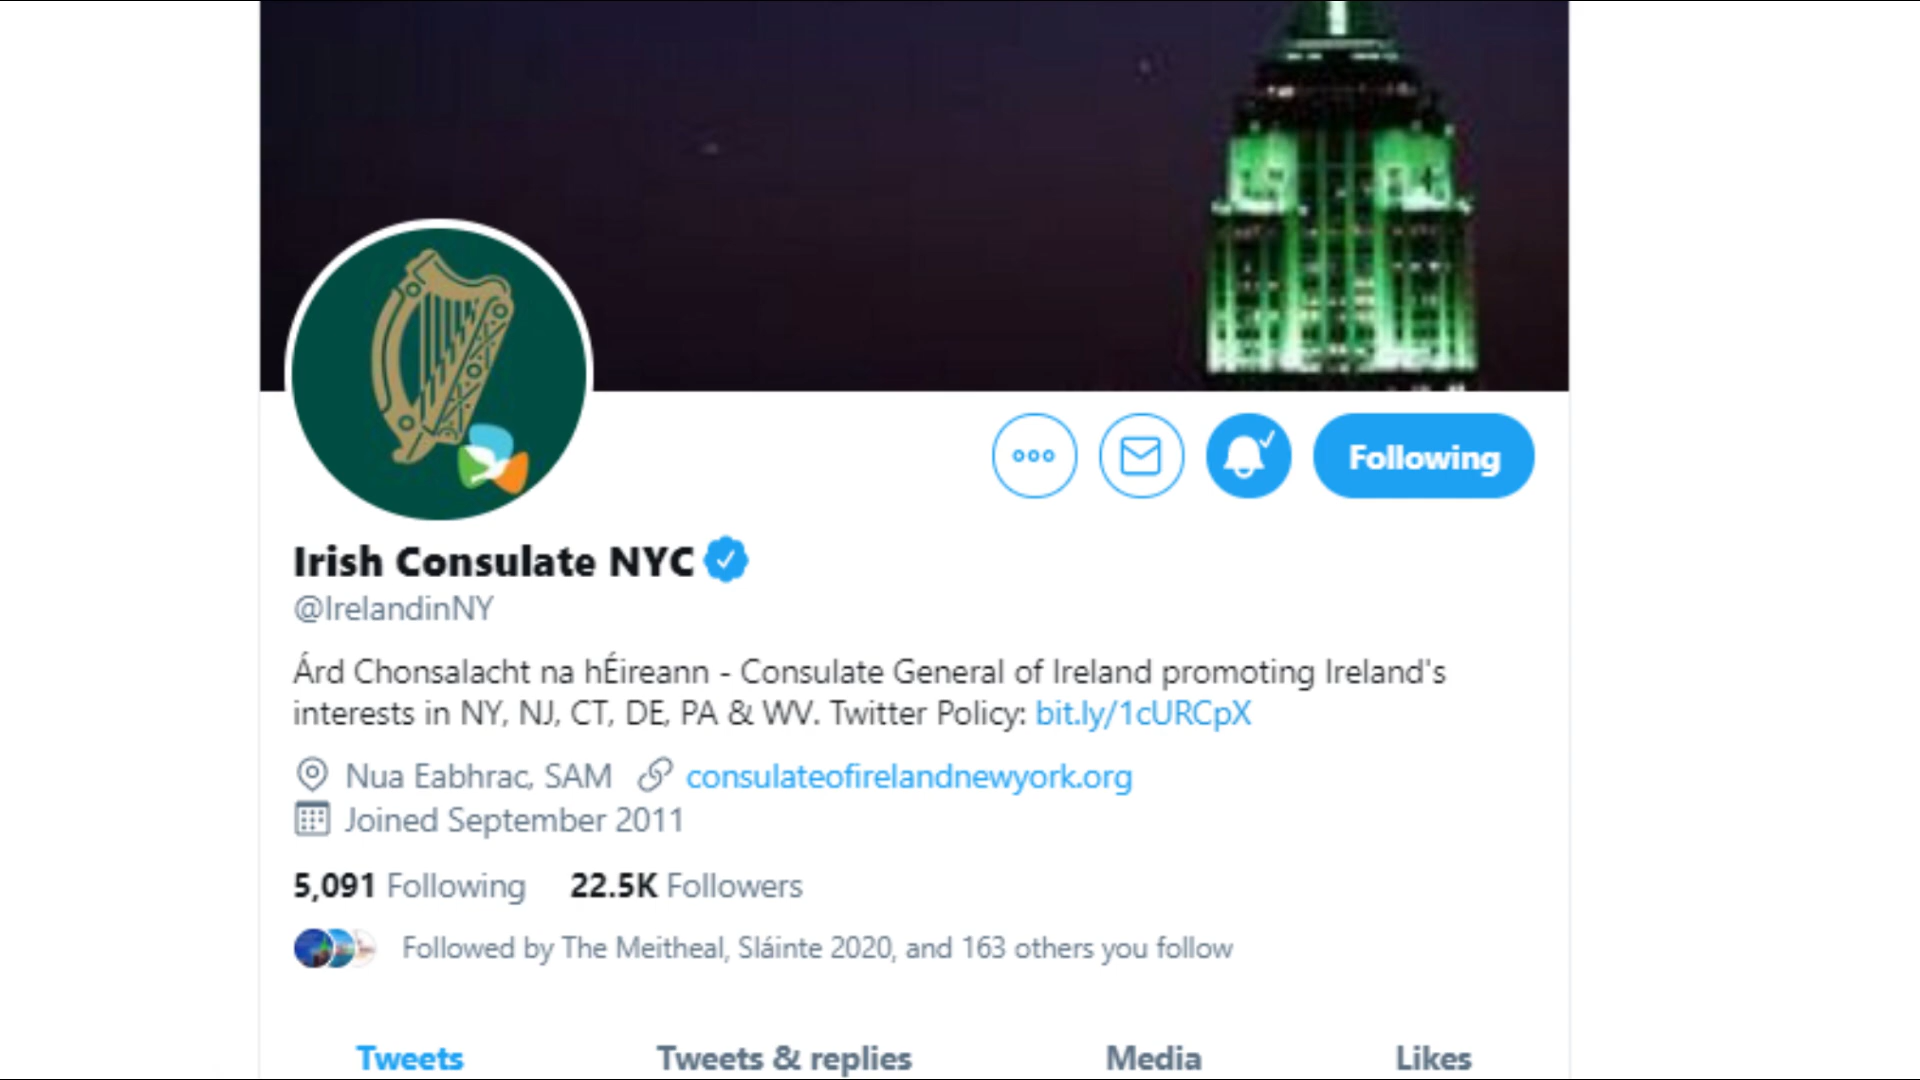 Following
Irish Consulate NYC
@IrelandinNY
Árd Chonsalacht na hÉireann - Consulate General of Ireland promoting Ireland's
interests in NY, NJ, CT, DE, PA & WV. Twitter Policy: bit.ly/1cURCpX
Nua Eabhrac, SAM consulateofirelandnewyork.org
Joined September 2011
5,091 Following 22.5K Followers
Followed by The Meitheal, Sláinte 2020, and 163 others you follow
Tweets Tweets & replies Media Likes